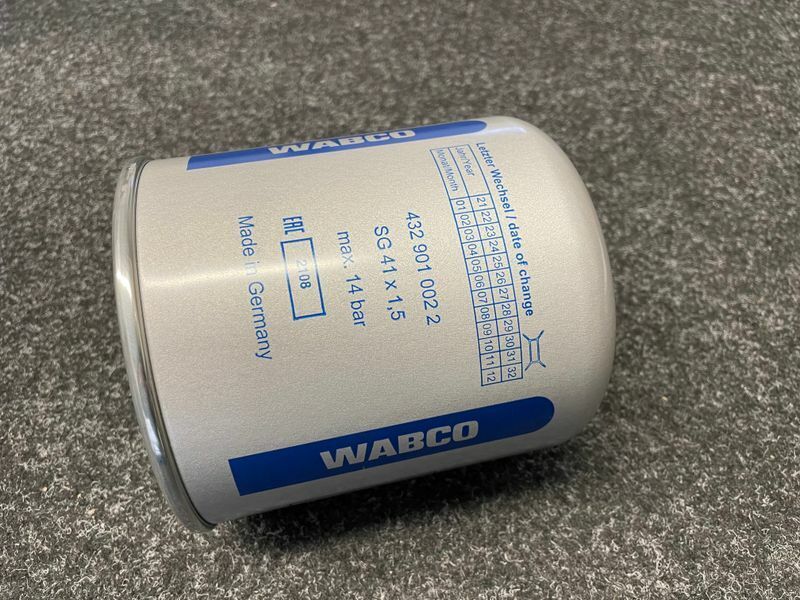 WABCO
Letzter Wechsel / date of change
Jahr/Year 21 22 23 24 25 26 27 28 29 30 31 32
Monat/Month 01 02 03 04 05 06 07 08 09 10 11 12
432 901 002 2
SG 41 x 1,5
max. 14 bar
EAC 2108
Made in Germany
WABCO